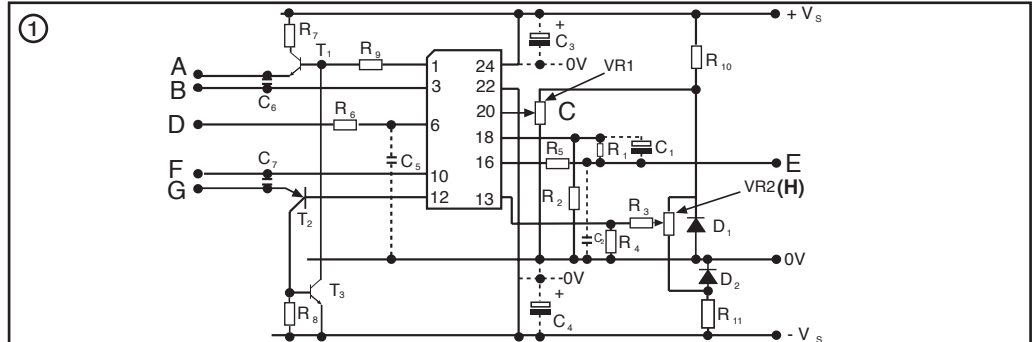 1
+ Vs
R7
T1
R9
C3
+
0V
VR1
R10
A
B
C6
1
3
24
22
20
C
D
R6
6
18
R1
C1
F
C7
C5
R5
16
E
G
10
12
13
R2
VR2(H)
T2
R3
C2
R4
D1
0V
0V
T3
+
D2
R8
C4
R11
- Vs